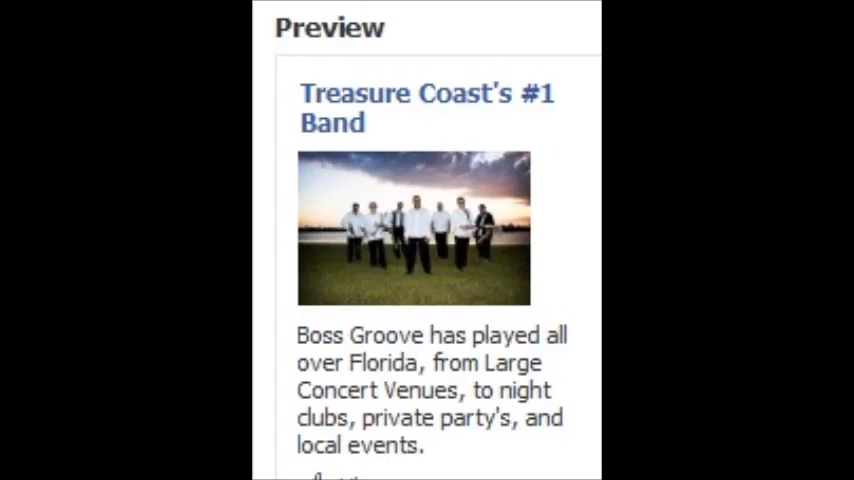 Preview
Treasure Coast's #1
Band
Boss Groove has played all
over Florida, from Large
Concert Venues, to night
clubs, private party's, and
local events.